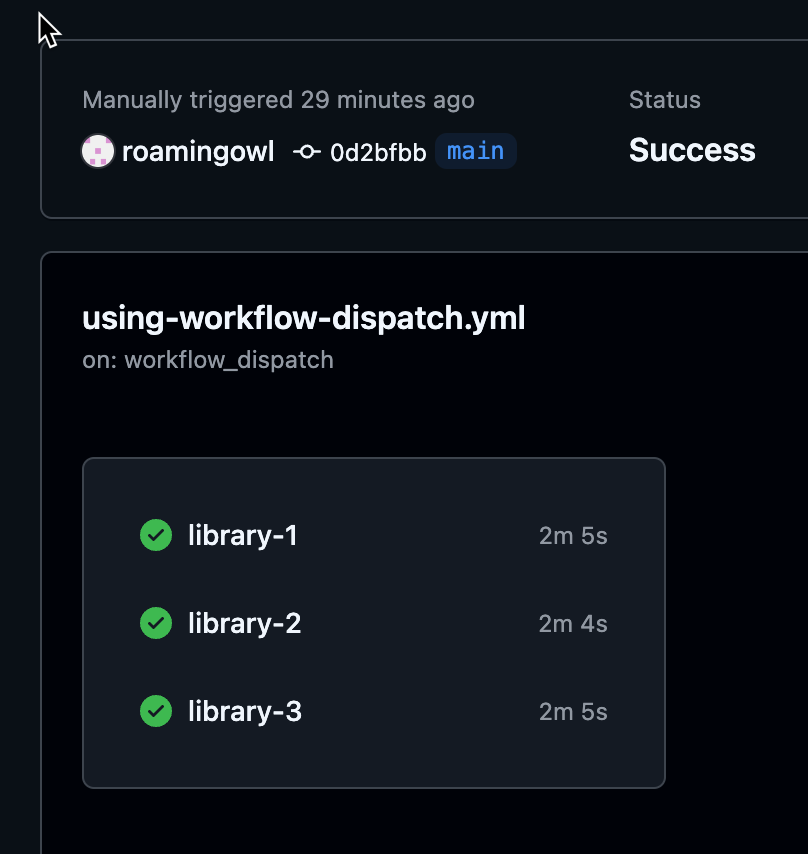 Manually triggered 29 minutes ago
Status
roamingowl 0d2bfbb main
Success
using-workflow-dispatch.yml
on: workflow_dispatch
library-1 2m 5s
library-2 2m 4s
library-3 2m 5s